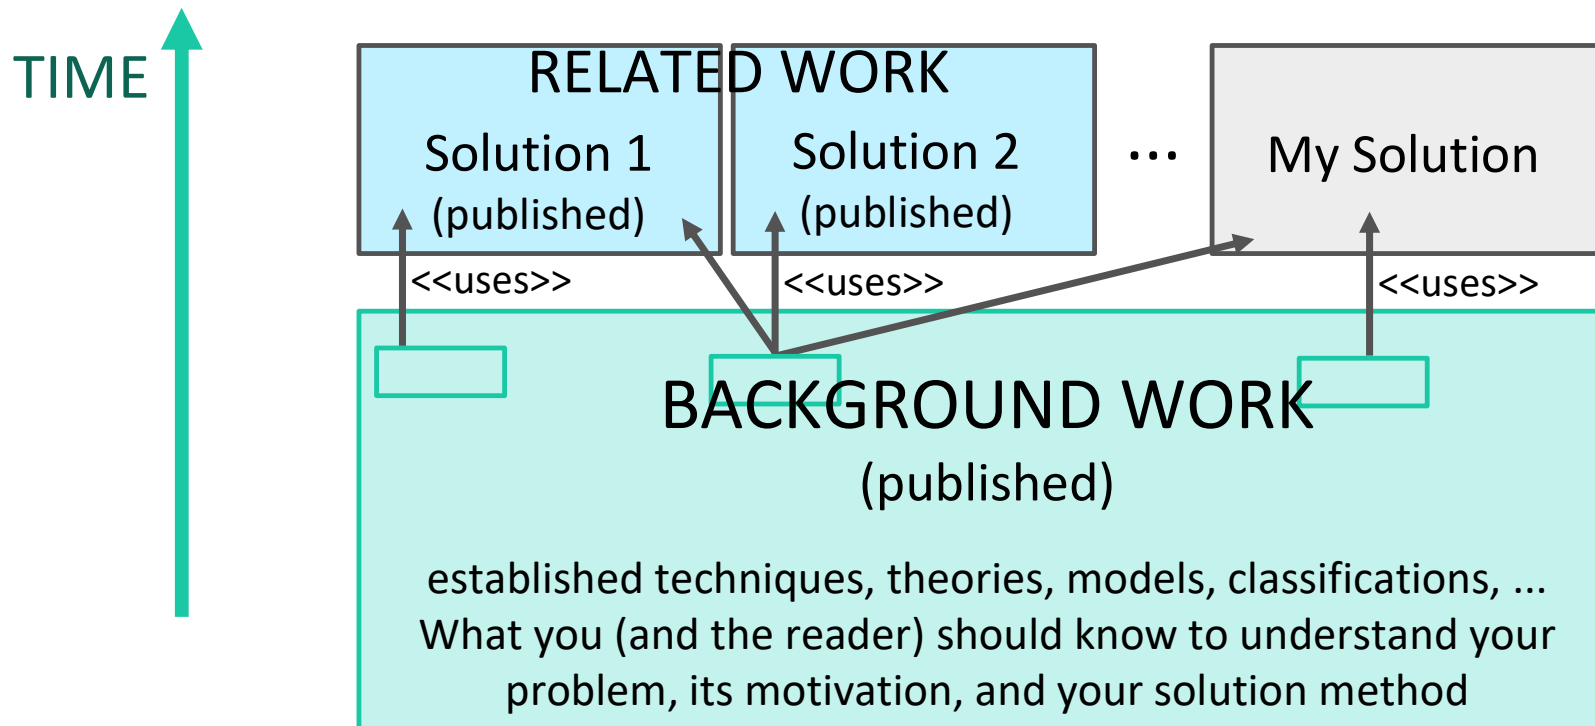 TIME
RELATED WORK
Solution 1
(published)
Solution 2
(published)
...
My Solution
<<uses>>
<<uses>>
<<uses>>
BACKGROUND WORK
(published)
established techniques, theories, models, classifications, ...
What you (and the reader) should know to understand your
problem, its motivation, and your solution method